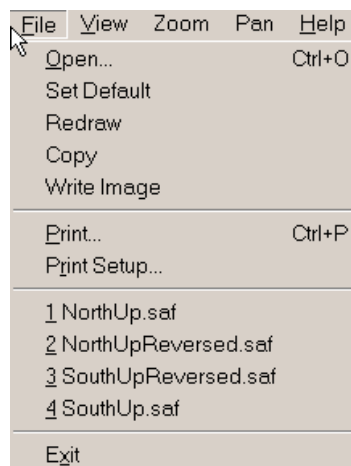 File View Zoom Pan Help
Open... Ctrl+O
Set Default
Redraw
Copy
Write Image
Print... Ctrl+P
Print Setup...
1 NorthUp.saf
2 NorthUpReversed.saf
3 SouthUpReversed.saf
4 SouthUp.saf
Exit